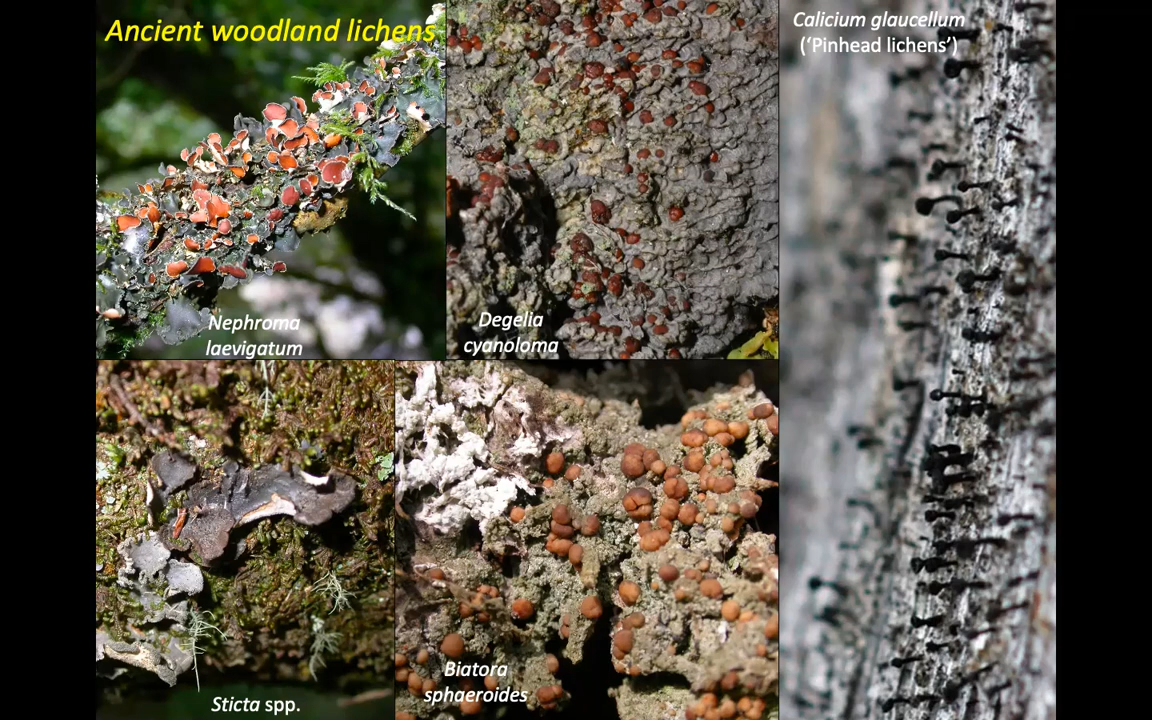 Ancient woodland lichens
Calicium glaucellum
(‘Pinhead lichens’)
Nephroma
laevigatum
Degelia
cyanoloma
Sticta spp.
Biatora
sphaeroides